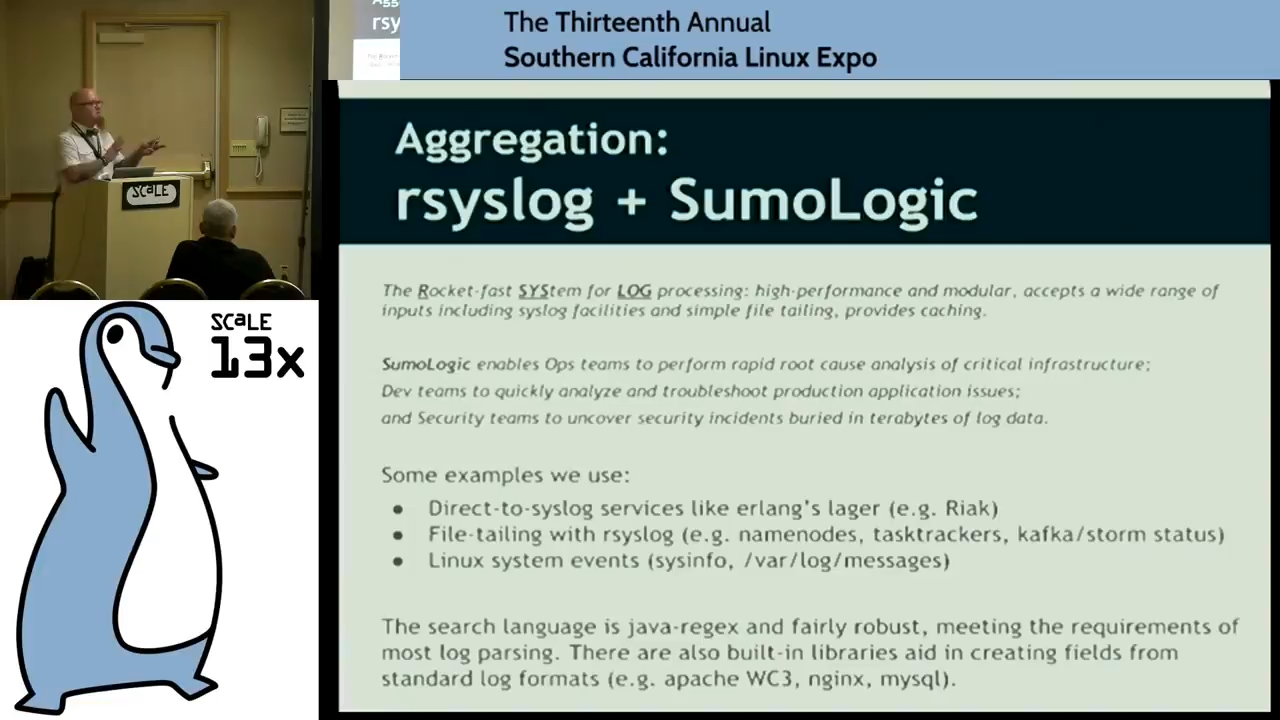 The Thirteenth Annual
Southern California Linux Expo
rsy
SCALE
SCALE
13x
Aggregation:
rsyslog + SumoLogic
The Rocket-fast SYStem for LOG processing: high-performance and modular, accepts a wide range of
inputs including syslog facilities and simple file tailing, provides caching.
SumoLogic enables Ops teams to perform rapid root cause analysis of critical infrastructure;
Dev teams to quickly analyze and troubleshoot production application issues;
and Security teams to uncover security incidents buried in terabytes of log data.
Some examples we use:
● Direct-to-syslog services like erlang's lager (e.g. Riak)
● File-tailing with rsyslog (e.g. namenodes, tasktrackers, kafka/storm status)
● Linux system events (sysinfo, /var/log/messages)
The search language is java-regex and fairly robust, meeting the requirements of
most log parsing. There are also built-in libraries aid in creating fields from
standard log formats (e.g. apache WC3, nginx, mysql).